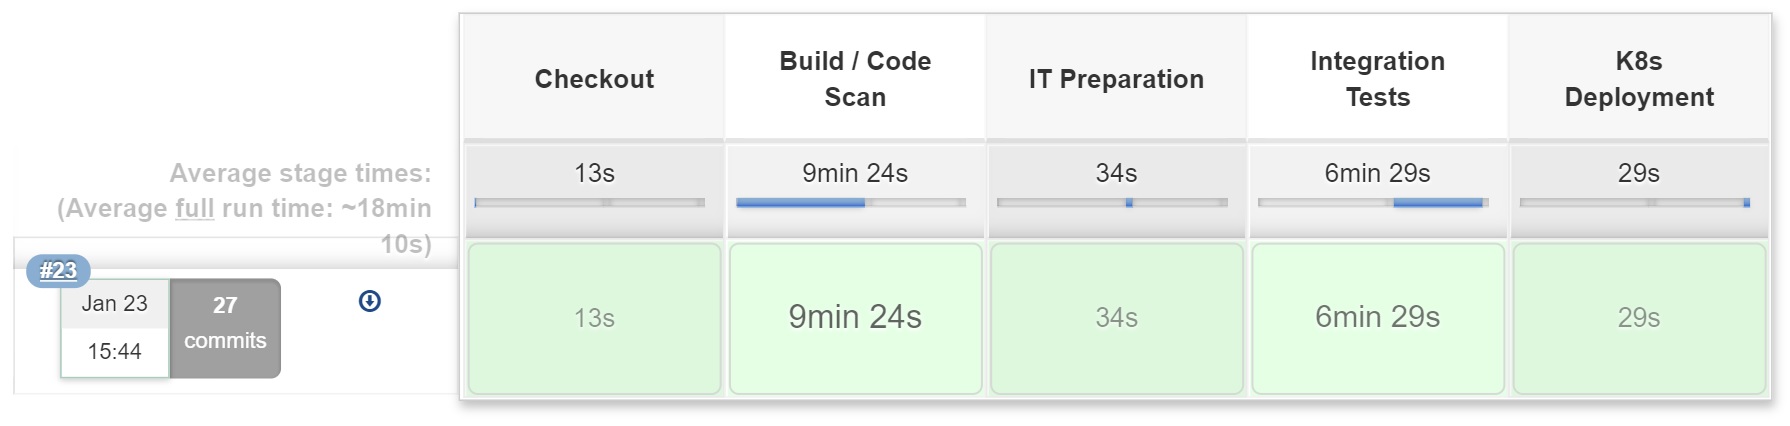 Checkout
Build / Code
Scan
IT Preparation
Integration
Tests
K8s
Deployment
Average stage times:
(Average full run time: ~18min
10s)
13s
9min 24s
34s
6min 29s
29s
#23
Jan 23
15:44
27
commits
13s
9min 24s
34s
6min 29s
29s